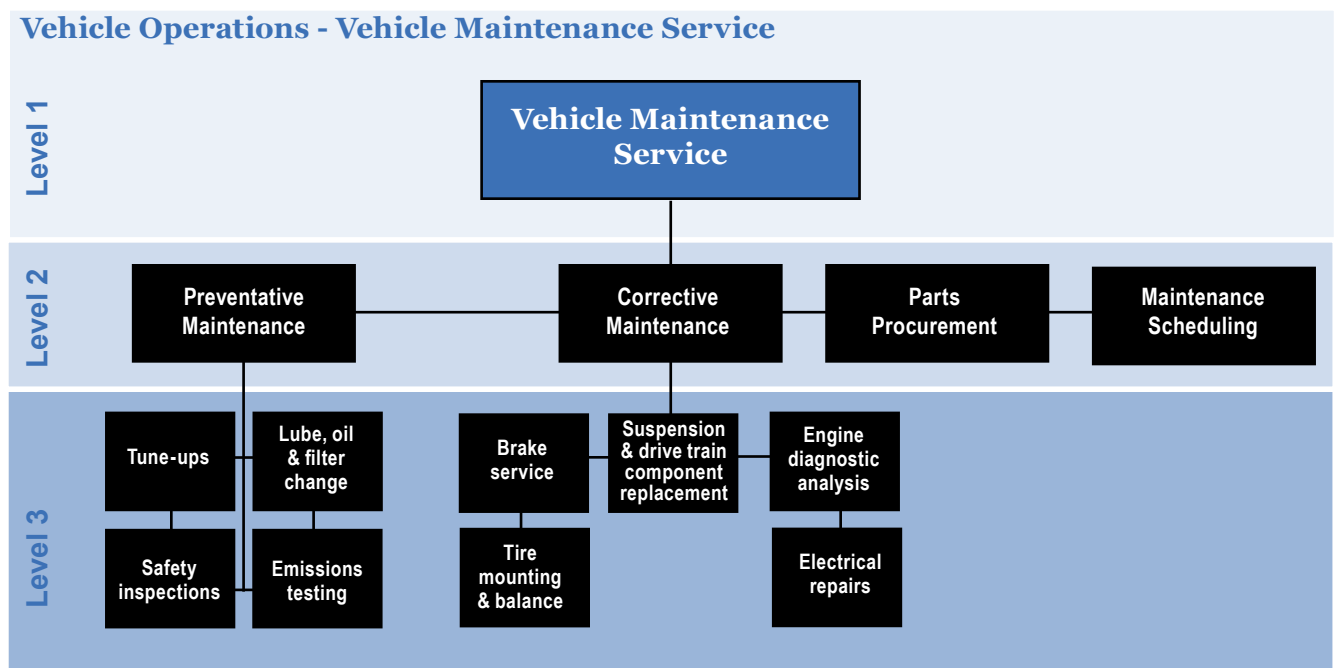 Vehicle Operations - Vehicle Maintenance Service
Level 1
Vehicle Maintenance
Service
Level 2
Preventative
Maintenance
Corrective
Maintenance
Parts
Procurement
Maintenance
Scheduling
Level 3
Tune-ups
Lube, oil
& filter
change
Brake
service
Suspension
& drive train
component
replacement
Engine
diagnostic
analysis
Safety
inspections
Emissions
testing
Tire
mounting
& balance
Electrical
repairs